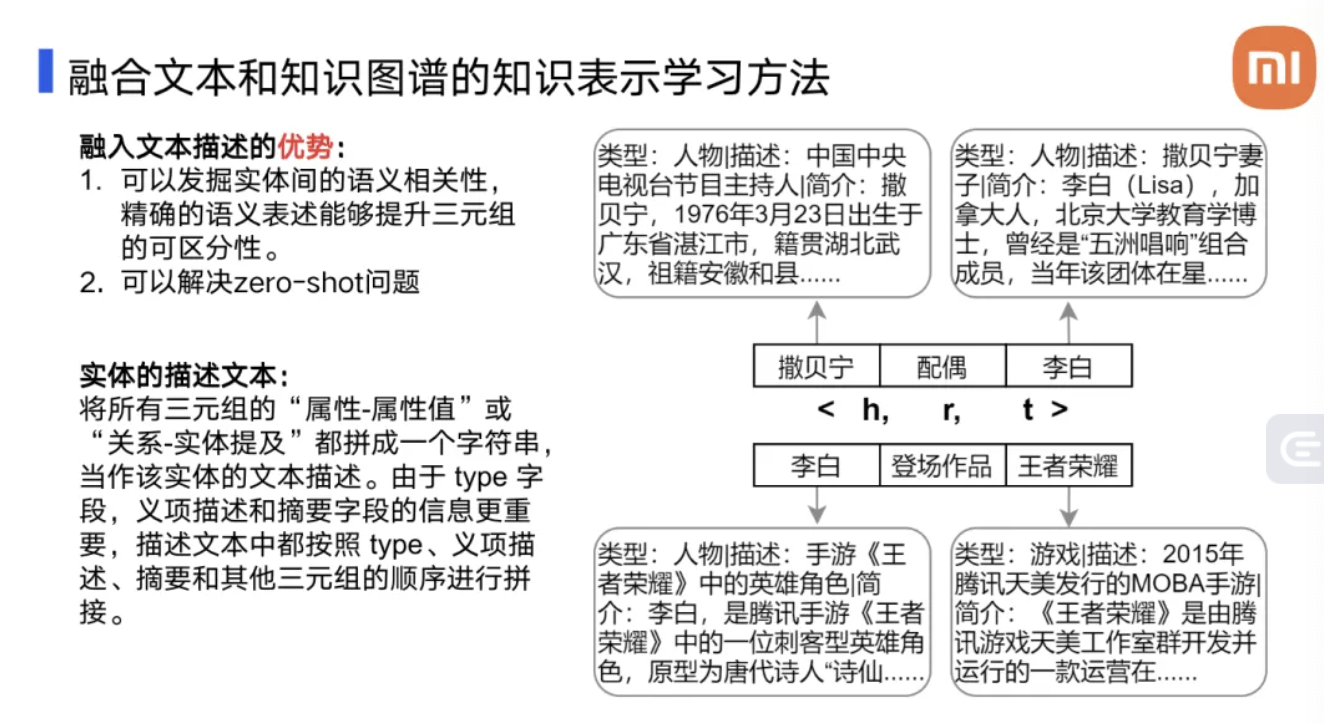 融合文本和知识图谱的知识表示学习方法
融入文本描述的优势：
1. 可以发掘实体间的语义相关性，
精确的语义表述能够提升三元组
的可区分性。
2. 可以解决zero-shot问题
实体的描述文本：
将所有三元组的“属性-属性值”或
“关系-实体提及”都拼成一个字符串，
当作该实体的文本描述。由于 type 字
段，义项描述和摘要字段的信息更重
要，描述文本中都按照 type、义项描
述、摘要和其他三元组的顺序进行拼
接。
类型：人物|描述：中国中央
电视台节目主持人|简介：撒
贝宁，1976年3月23日出生于
广东省湛江市，籍贯湖北武
汉，祖籍安徽和县......
类型：人物|描述：撒贝宁妻
子|简介：李白（Lisa），加
拿大人，北京大学教育学博
士，曾经是“五洲唱响”组合
成员，当年该团体在星......
撒贝宁 配偶 李白
< h, r, t >
李白 登场作品 王者荣耀
类型：人物|描述：手游《王
者荣耀》中的英雄角色|简
介：李白，是腾讯手游《王者
荣耀》中的一位刺客型英雄角
色，原型为唐代诗人“诗仙......
类型：游戏|描述：2015年
腾讯天美发行的MOBA手游|
简介：《王者荣耀》是由腾
讯游戏天美工作室群开发并
运行的一款运营在......